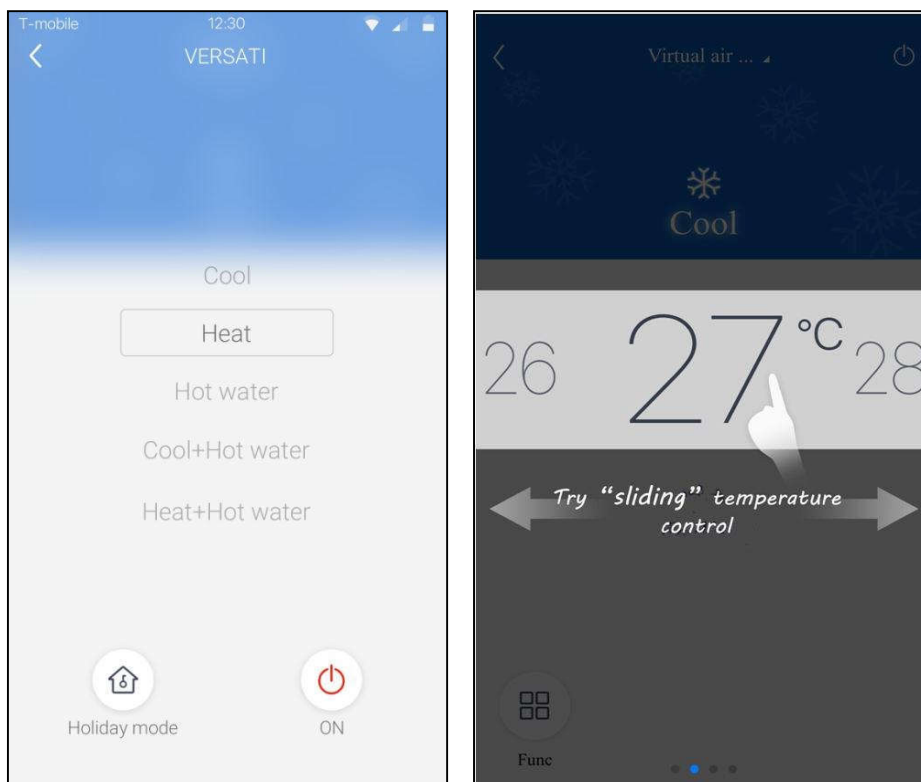 T-mobile 12:30
VERSATI
Cool
Heat
Hot water
Cool+Hot water
Heat+Hot water
Holiday mode ON
Virtual air ...
Cool
26 27°C 28
Try “sliding” temperature
control
Func